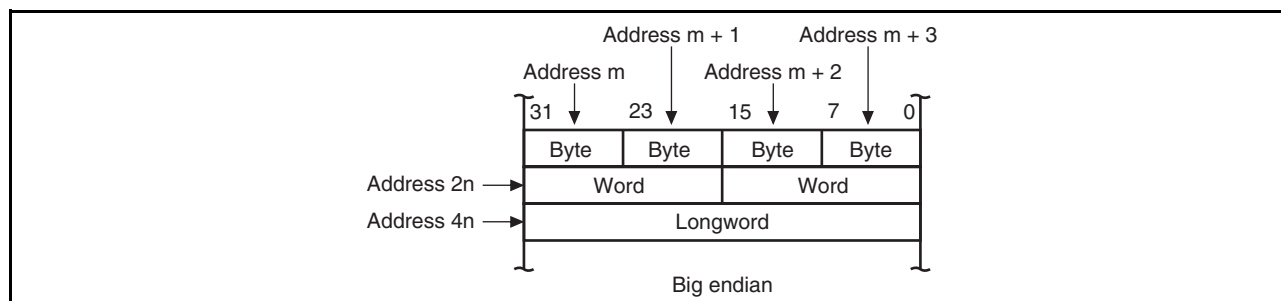 Address m + 1 Address m + 3
Address m Address m + 2
31 23 15 7 0
Byte Byte Byte Byte
Address 2n Word Word
Address 4n Longword
Big endian